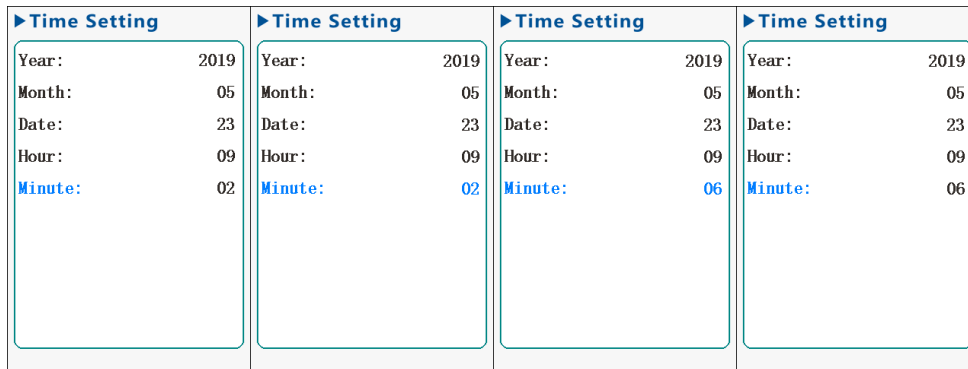 ▶Time Setting
Year: 2019
Month: 05
Date: 23
Hour: 09
Minute: 02
▶Time Setting
Year: 2019
Month: 05
Date: 23
Hour: 09
Minute: 02
▶Time Setting
Year: 2019
Month: 05
Date: 23
Hour: 09
Minute: 06
▶Time Setting
Year: 2019
Month: 05
Date: 23
Hour: 09
Minute: 06